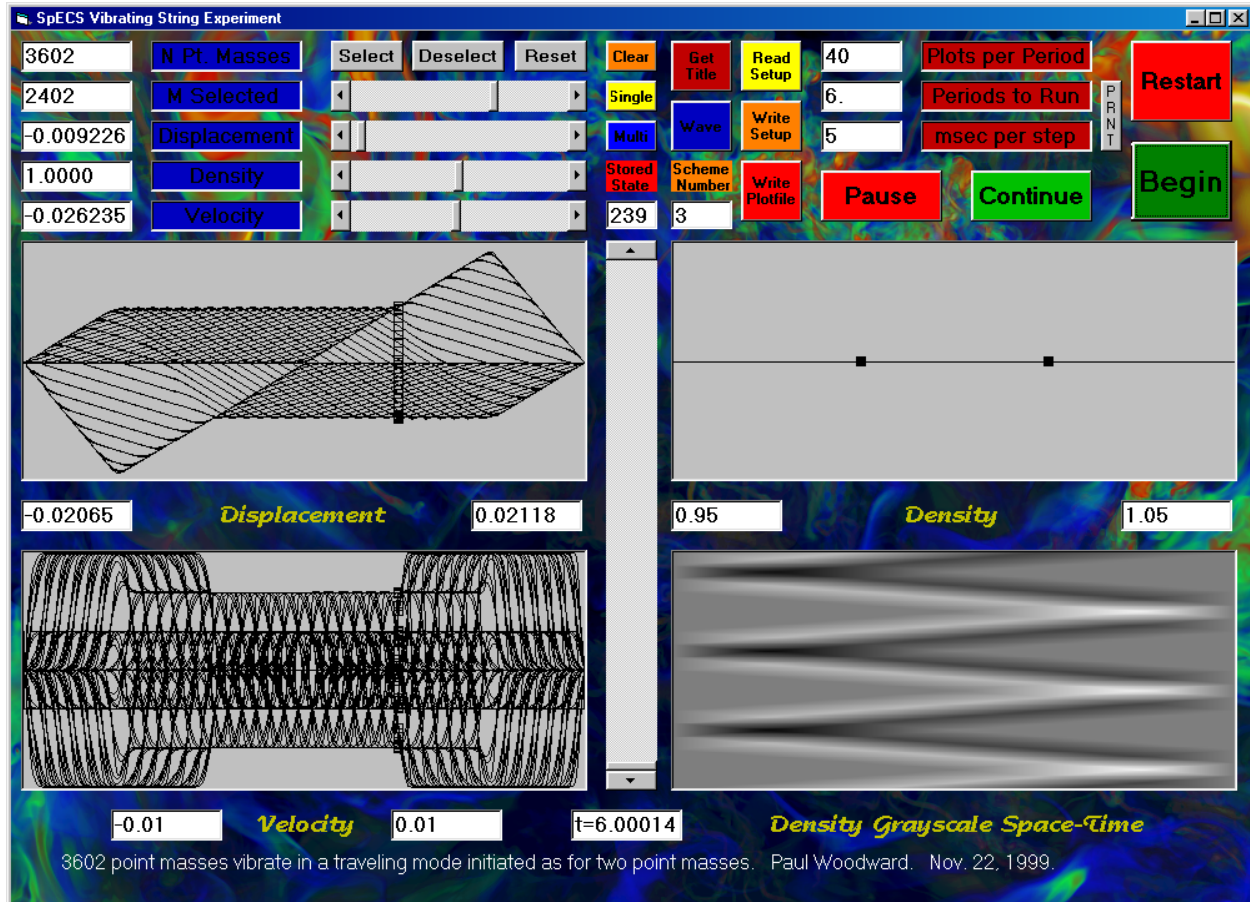 SpECS Vibrating String Experiment
3602 N Pt. Masses Select Deselect Reset Clear Get Title Read Setup 40 Plots per Period Restart
2402 M Selected Single 6. Periods to Run PRNT
-0.009226 Displacement Multi Wave Write Setup 5 msec per step
1.0000 Density Stored State Scheme Number Write Plotfile Pause Continue Begin
-0.026235 Velocity 239 3
-0.02065 Displacement 0.02118 0.95 Density 1.05
-0.01 Velocity 0.01 t=6.00014 Density Grayscale Space-Time
3602 point masses vibrate in a traveling mode initiated as for two point masses. Paul Woodward. Nov. 22, 1999.